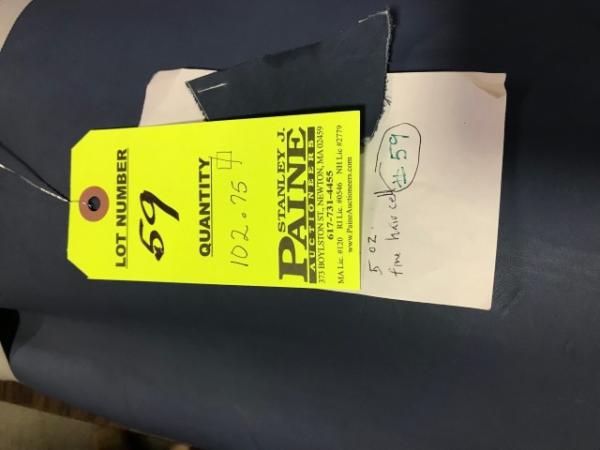 LOT NUMBER
59
QUANTITY
102.75
STANLEY J.
PAINE
AUCTIONEERS
373 BOYLSTON ST., NEWTON, MA 02459
617-731-4455
MA Lic. #120 RI Lic. #0546 NH Lic #2779
www.PaineAuctioneers.com
5 oz.
fine hair cell
# 59